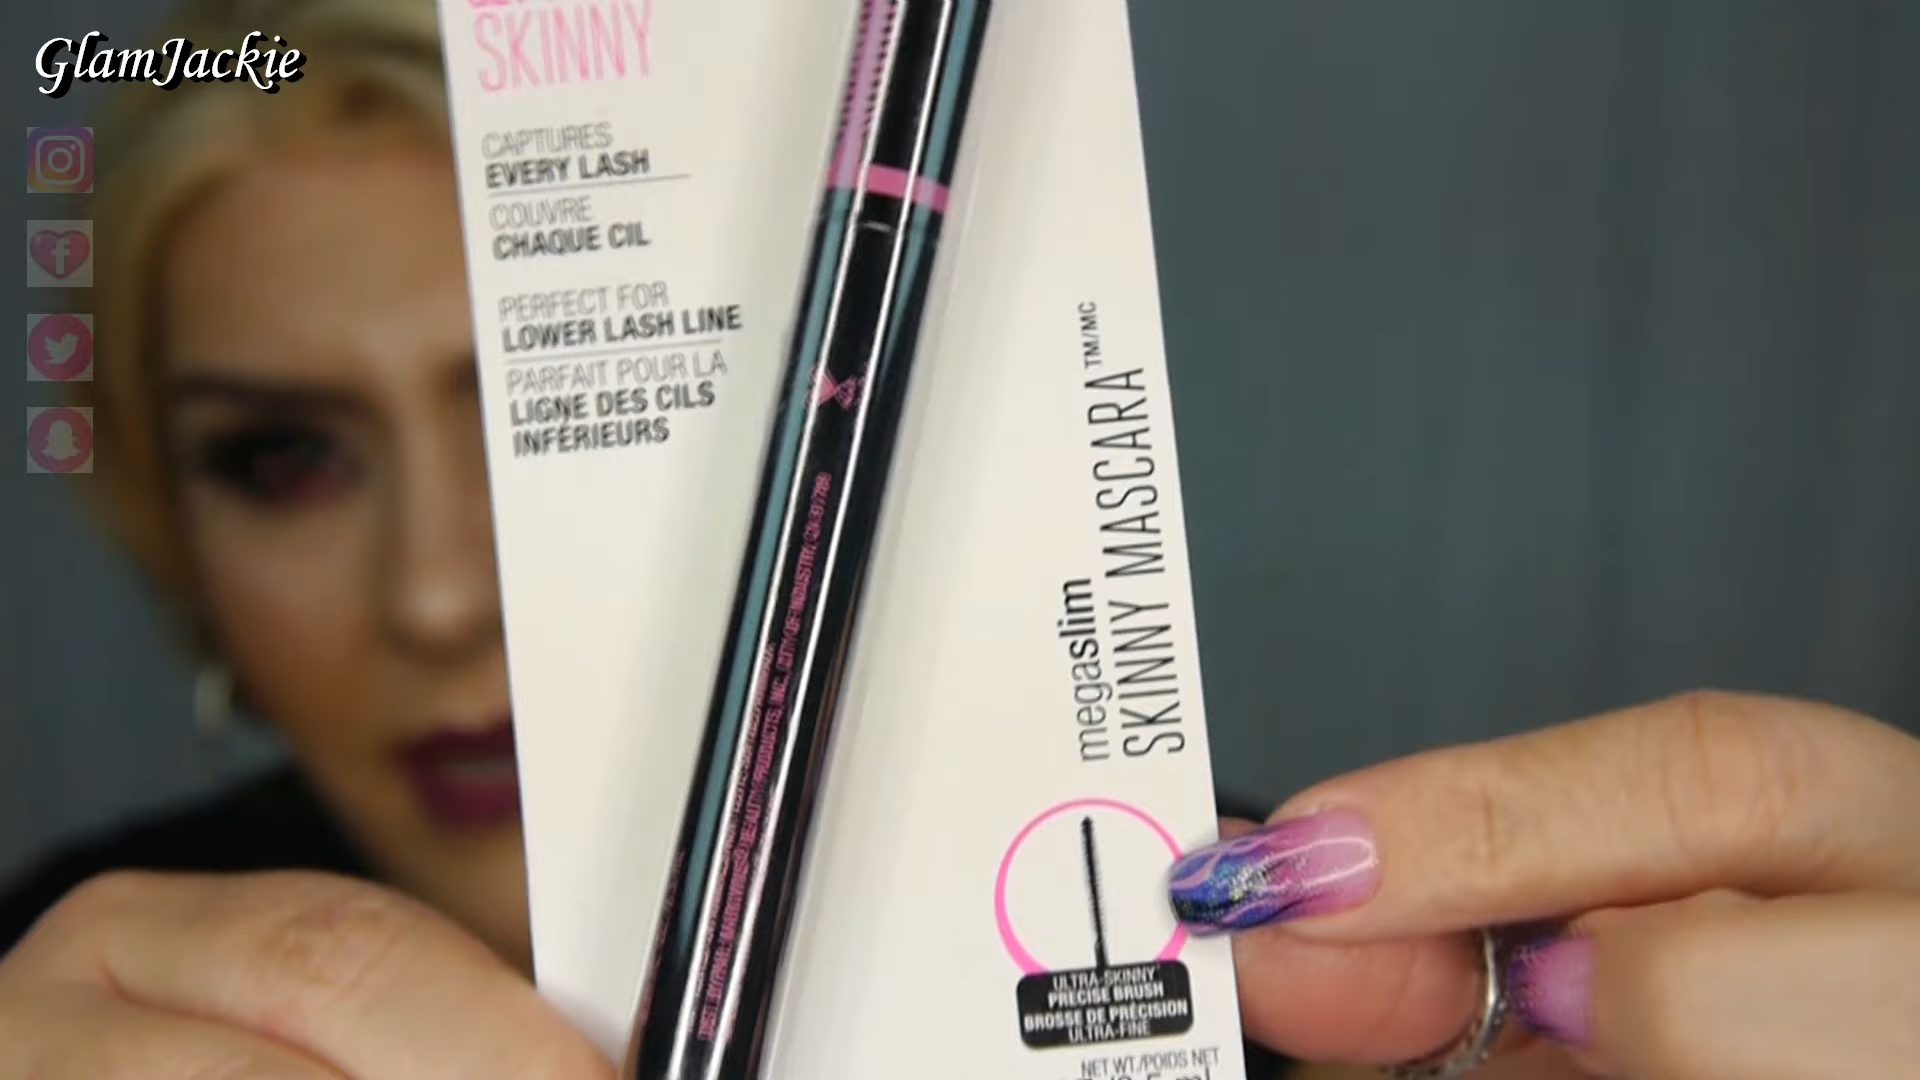 GlamJackie
SKINNY
CAPTURES
EVERY LASH
COUVRE
CHAQUE CIL
PERFECT FOR
LOWER LASH LINE
PARFAIT POUR LA
LIGNE DES CILS
INFÉRIEURS
megaslim
SKINNY MASCARA™/MC
ULTRA-SKINNY
PRECISE BRUSH
BROSSE DE PRÉCISION
ULTRA-FINE
NET WT./POIDS NET